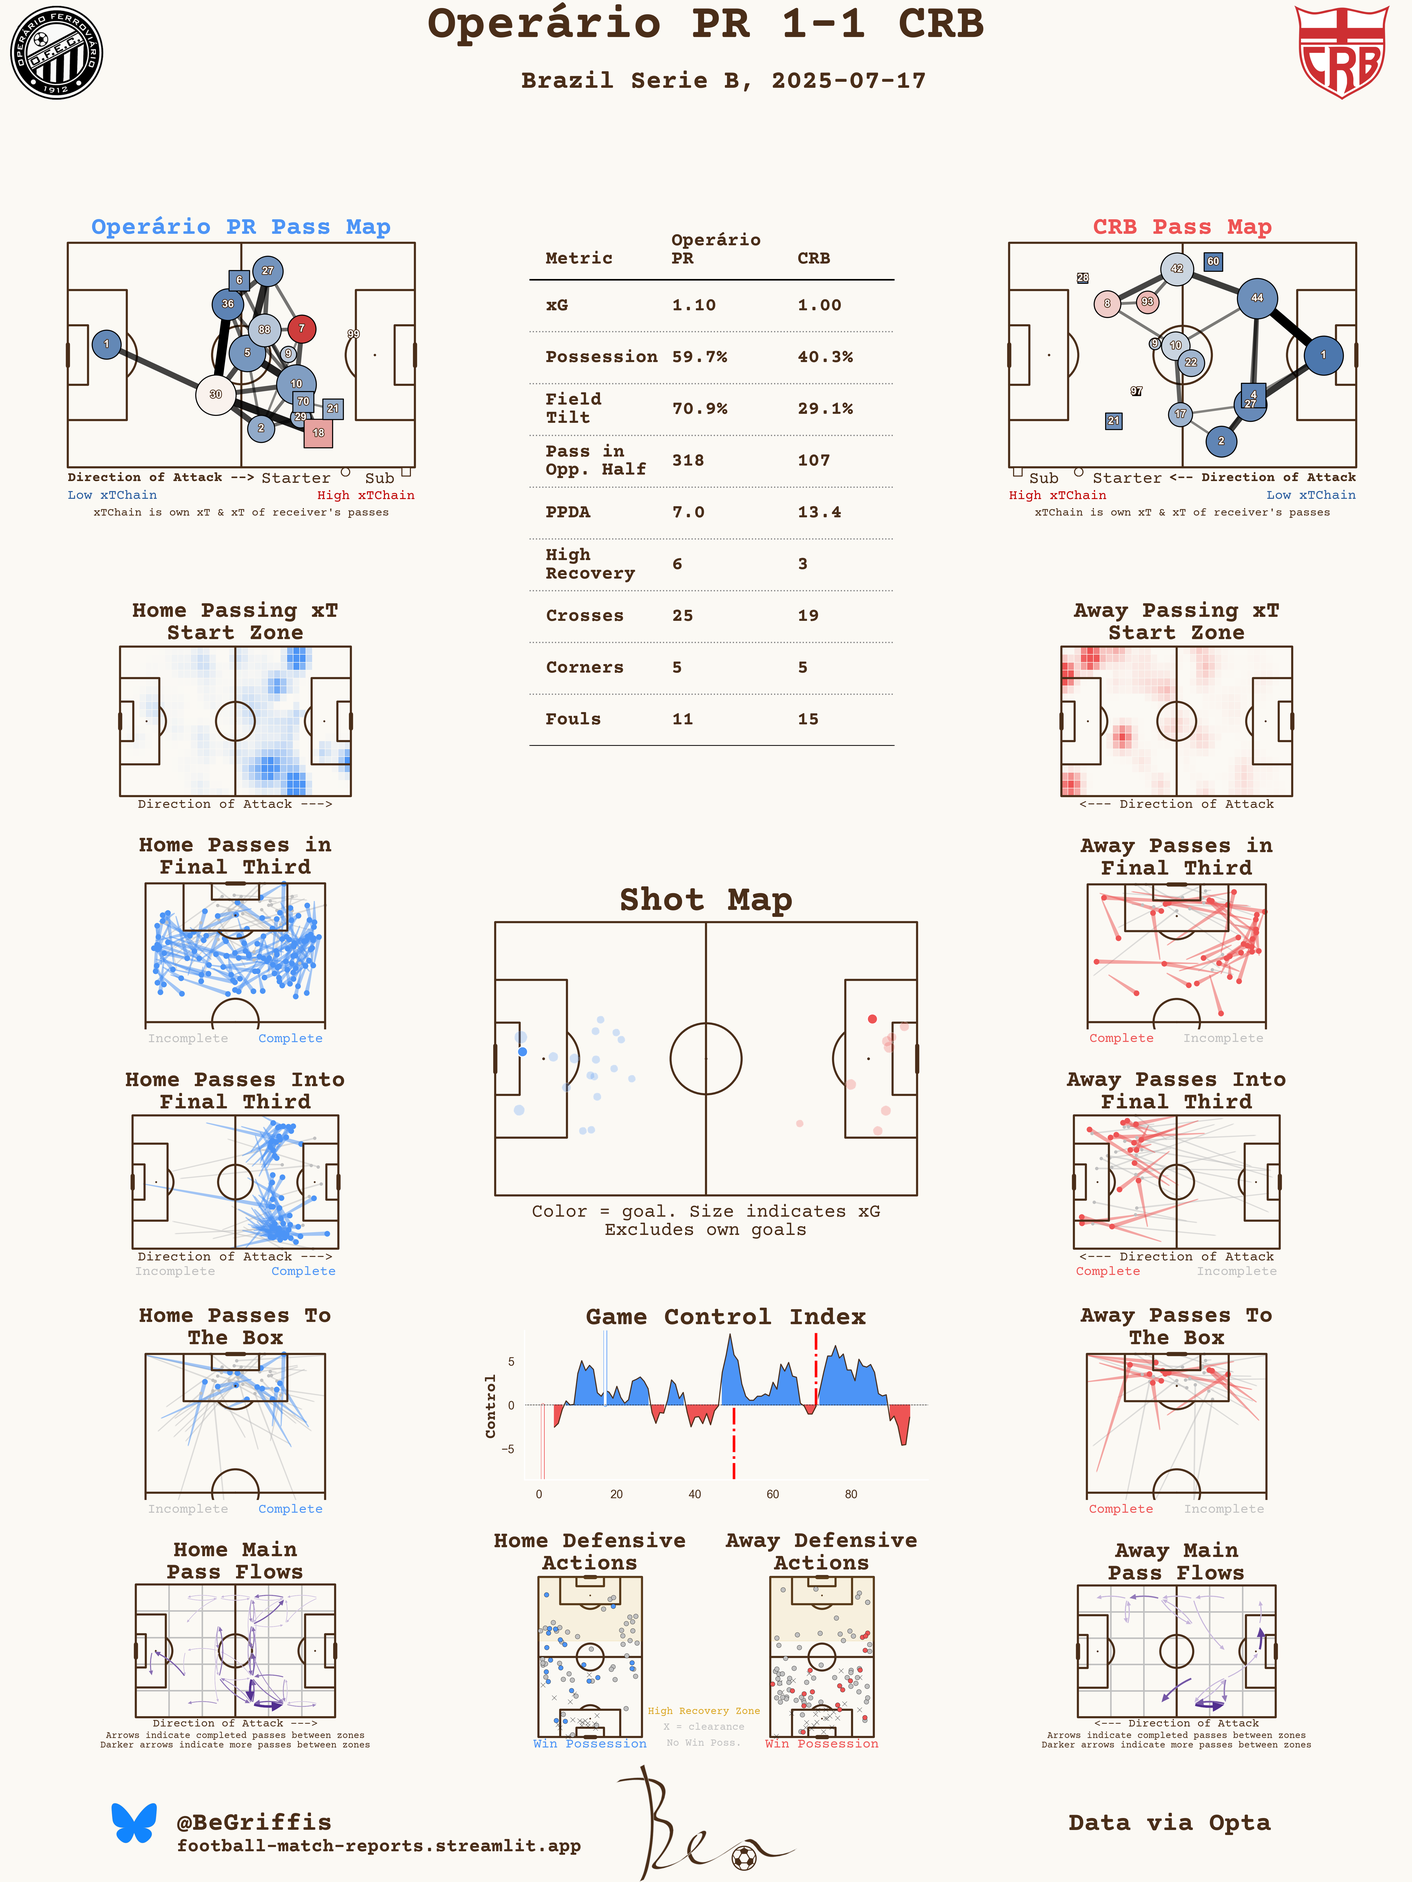 Operário PR 1-1 CRB
Brazil Serie B, 2025-07-17
OPERÁRIO FERROVIÁRIO
O.F.E.C.
1912
CRB
Operário PR Pass Map
1
36
6
27
88
7
99
5
9
30
10
70
21
29
2
18
Direction of Attack --> Starter Sub
Low xTChain High xTChain
xTChain is own xT & xT of receiver's passes
Metric Operário PR CRB
xG 1.10 1.00
Possession 59.7% 40.3%
Field Tilt 70.9% 29.1%
Pass in Opp. Half 318 107
PPDA 7.0 13.4
High Recovery 6 3
Crosses 25 19
Corners 5 5
Fouls 11 15
CRB Pass Map
28
42
60
8
93
44
9
10
22
1
97
4
27
21
17
2
Sub Starter <-- Direction of Attack
High xTChain Low xTChain
xTChain is own xT & xT of receiver's passes
Home Passing xT
Start Zone
Direction of Attack --->
Away Passing xT
Start Zone
<--- Direction of Attack
Home Passes in
Final Third
Incomplete Complete
Away Passes in
Final Third
Complete Incomplete
Shot Map
Color = goal. Size indicates xG
Excludes own goals
Home Passes Into
Final Third
Direction of Attack --->
Incomplete Complete
Away Passes Into
Final Third
<--- Direction of Attack
Complete Incomplete
Home Passes To
The Box
Incomplete Complete
Game Control Index
Control
5
0
−5
0 20 40 60 80
Away Passes To
The Box
Complete Incomplete
Home Main
Pass Flows
Direction of Attack --->
Arrows indicate completed passes between zones
Darker arrows indicate more passes between zones
Home Defensive
Actions
Win Possession
High Recovery Zone
X = clearance
No Win Poss.
Away Defensive
Actions
Win Possession
Away Main
Pass Flows
<--- Direction of Attack
Arrows indicate completed passes between zones
Darker arrows indicate more passes between zones
@BeGriffis
football-match-reports.streamlit.app
Ben
Data via Opta